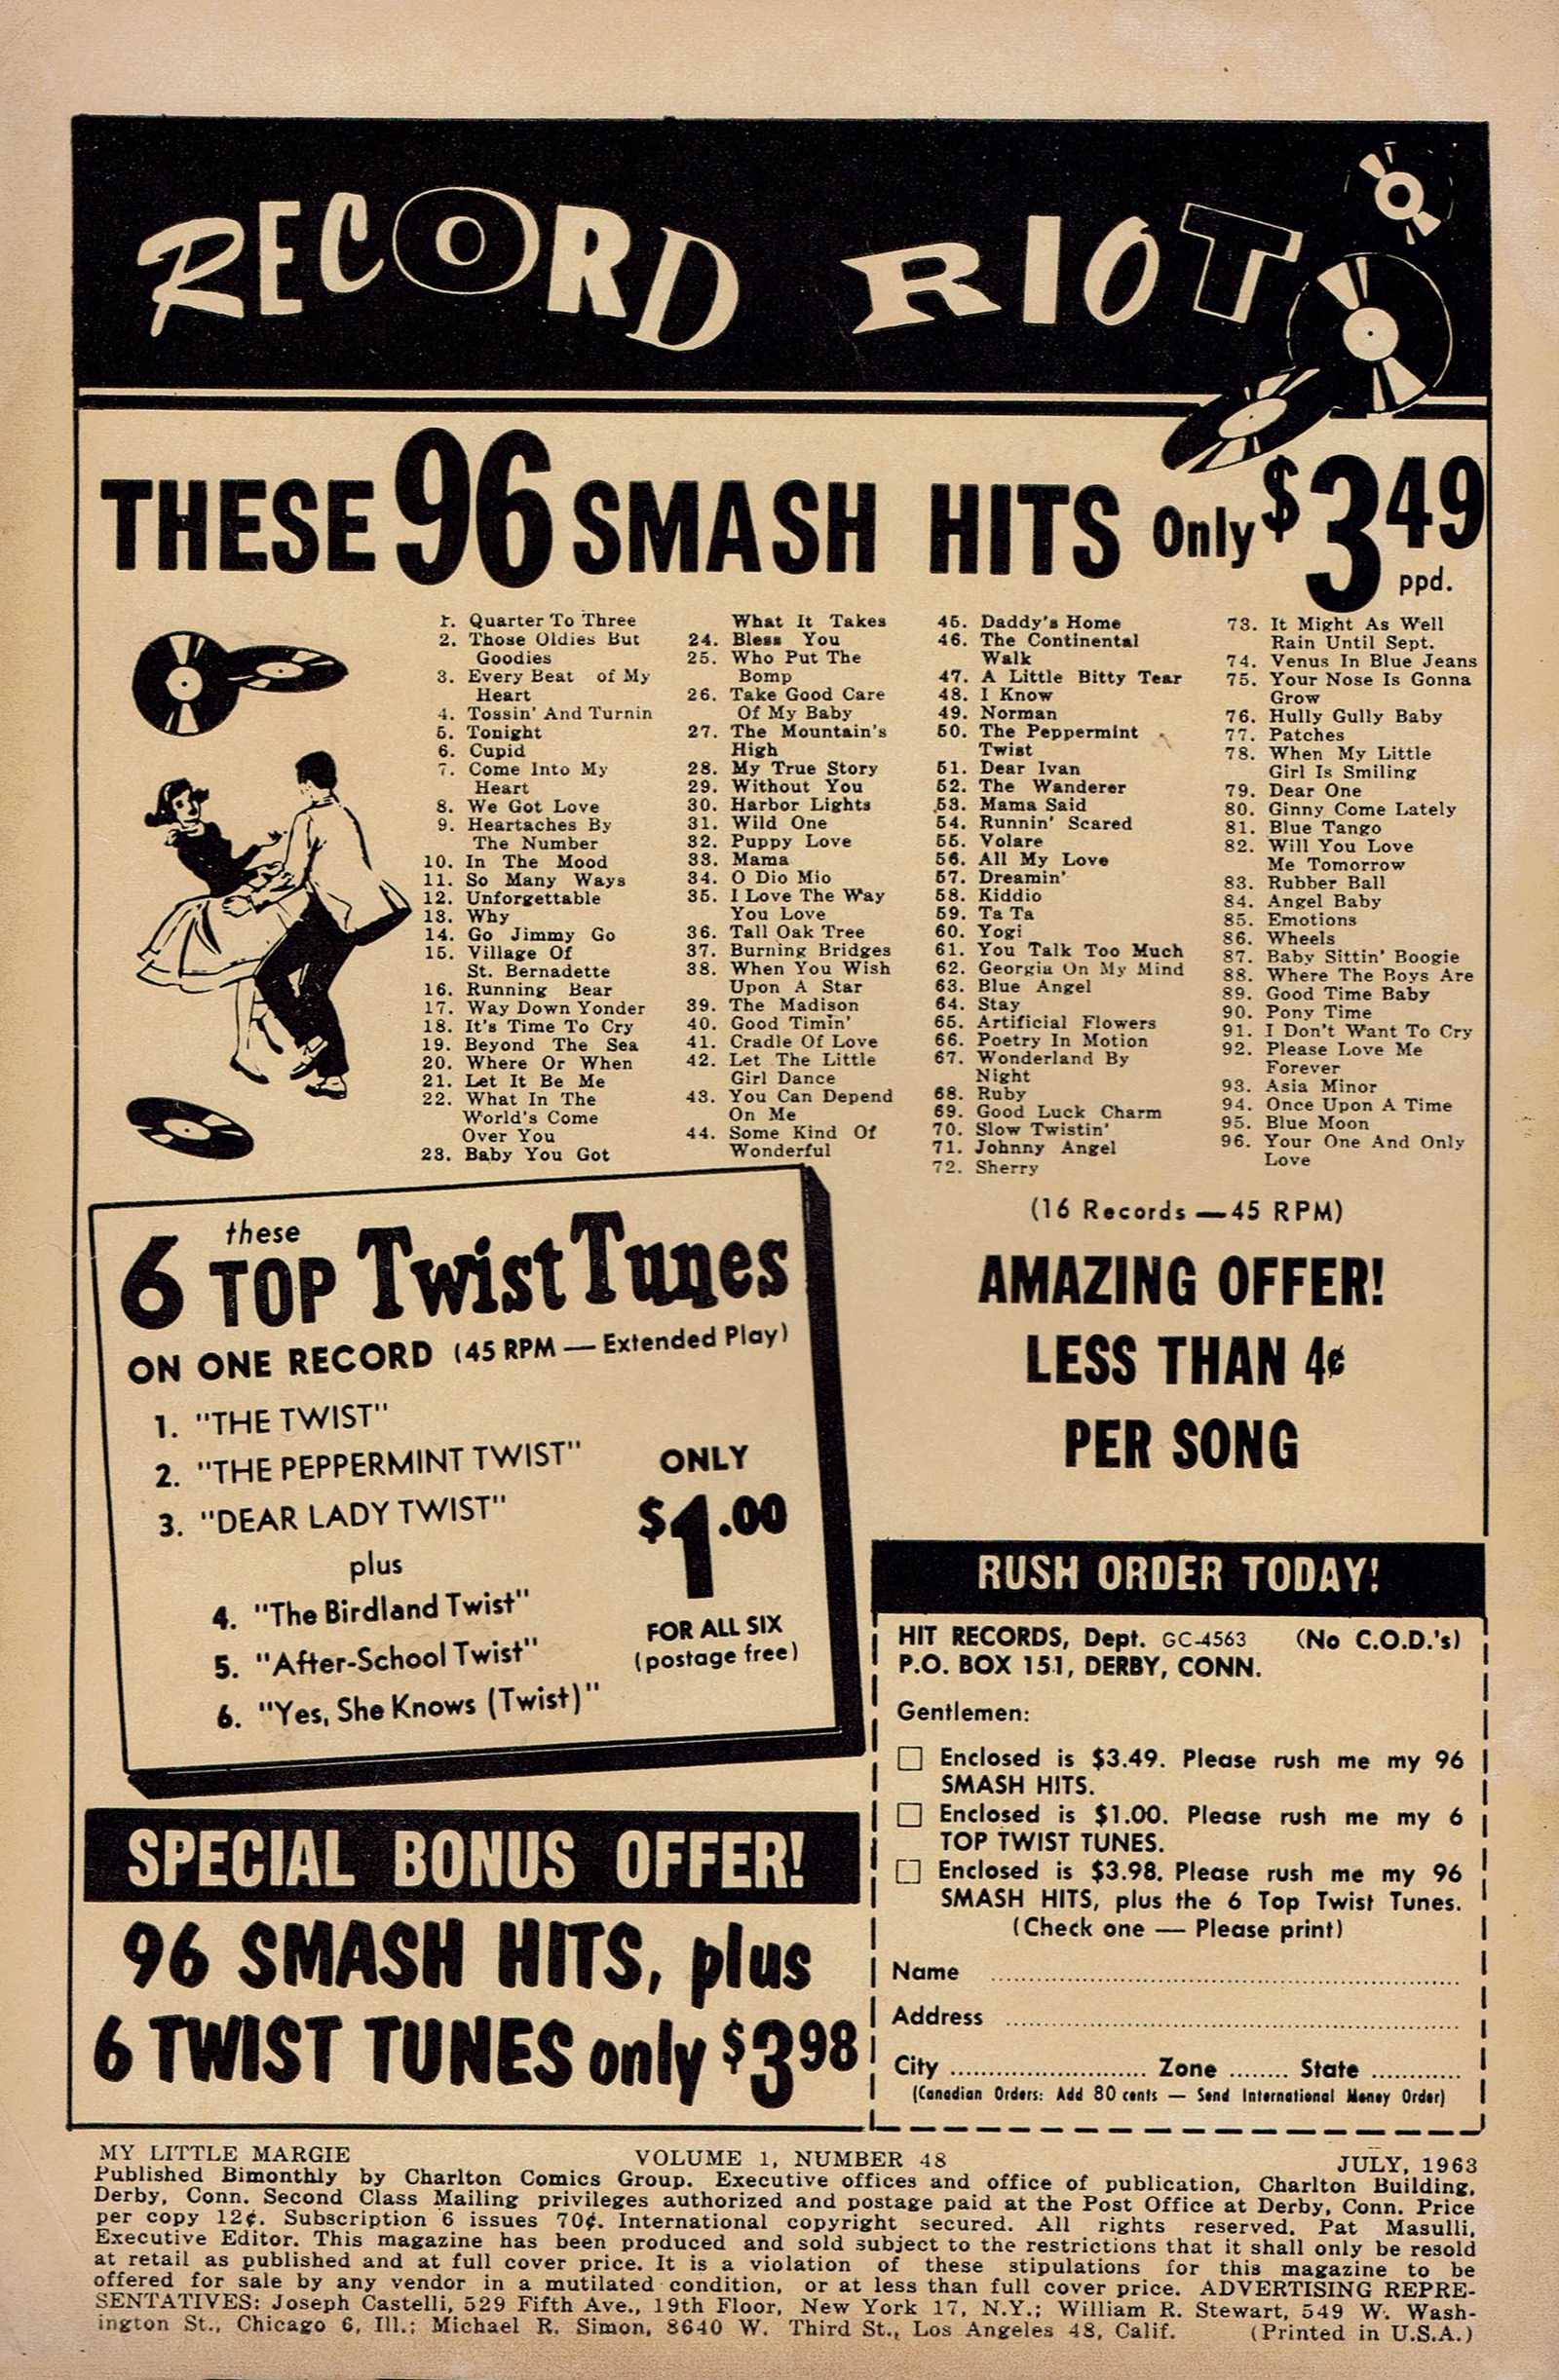 RECORD RIOT
THESE 96 SMASH HITS Only $3.49
ppd.
1. Quarter To Three
2. Those Oldies But
Goodies
3. Every Beat of My
Heart
4. Tossin' And Turnin
5. Tonight
6. Cupid
7. Come Into My
Heart
8. We Got Love
9. Heartaches By
The Number
10. In The Mood
11. So Many Ways
12. Unforgettable
13. Why
14. Go Jimmy Go
15. Village Of
St. Bernadette
16. Running Bear
17. Way Down Yonder
18. It's Time To Cry
19. Beyond The Sea
20. Where Or When
21. Let It Be Me
22. What In The
World's Come
Over You
23. Baby You Got
What It Takes
24. Bless You
25. Who Put The
Bomp
26. Take Good Care
Of My Baby
27. The Mountain's
High
28. My True Story
29. Without You
30. Harbor Lights
31. Wild One
32. Puppy Love
33. Mama
34. O Dio Mio
35. I Love The Way
You Love
36. Tall Oak Tree
37. Burning Bridges
38. When You Wish
Upon A Star
39. The Madison
40. Good Timin'
41. Cradle Of Love
42. Let The Little
Girl Dance
43. You Can Depend
On Me
44. Some Kind Of
Wonderful
45. Daddy's Home
46. The Continental
Walk
47. A Little Bitty Tear
48. I Know
49. Norman
50. The Peppermint
Twist
51. Dear Ivan
52. The Wanderer
53. Mama Said
54. Runnin' Scared
55. Volare
56. All My Love
57. Dreamin'
58. Kiddio
59. Ta Ta
60. Yogi
61. You Talk Too Much
62. Georgia On My Mind
63. Blue Angel
64. Stay
65. Artificial Flowers
66. Poetry In Motion
67. Wonderland By
Night
68. Ruby
69. Good Luck Charm
70. Slow Twistin'
71. Johnny Angel
72. Sherry
73. It Might As Well
Rain Until Sept.
74. Venus In Blue Jeans
75. Your Nose Is Gonna
Grow
76. Hully Gully Baby
77. Patches
78. When My Little
Girl Is Smiling
79. Dear One
80. Ginny Come Lately
81. Blue Tango
82. Will You Love
Me Tomorrow
83. Rubber Ball
84. Angel Baby
85. Emotions
86. Wheels
87. Baby Sittin' Boogie
88. Where The Boys Are
89. Good Time Baby
90. Pony Time
91. I Don't Want To Cry
92. Please Love Me
Forever
93. Asia Minor
94. Once Upon A Time
95. Blue Moon
96. Your One And Only
Love
(16 Records — 45 RPM)
AMAZING OFFER!
LESS THAN 4¢
PER SONG
these
6 TOP Twist Tunes
ON ONE RECORD (45 RPM — Extended Play)
1. "THE TWIST"
2. "THE PEPPERMINT TWIST"
3. "DEAR LADY TWIST"
plus
4. "The Birdland Twist"
5. "After-School Twist"
6. "Yes, She Knows (Twist)"
ONLY
$1.00
FOR ALL SIX
(postage free)
SPECIAL BONUS OFFER!
96 SMASH HITS, plus
6 TWIST TUNES only $3.98
RUSH ORDER TODAY!
HIT RECORDS, Dept. GC-4563 (No C.O.D.'s)
P.O. BOX 151, DERBY, CONN.
Gentlemen:
Enclosed is $3.49. Please rush me my 96
SMASH HITS.
Enclosed is $1.00. Please rush me my 6
TOP TWIST TUNES.
Enclosed is $3.98. Please rush me my 96
SMASH HITS, plus the 6 Top Twist Tunes.
(Check one — Please print)
Name
Address
City .......................... Zone ........ State ............
(Canadian Orders: Add 80 cents — Send International Money Order)
MY LITTLE MARGIE VOLUME 1, NUMBER 48 JULY, 1963
Published Bimonthly by Charlton Comics Group. Executive offices and office of publication, Charlton Building,
Derby, Conn. Second Class Mailing privileges authorized and postage paid at the Post Office at Derby, Conn. Price
per copy 12¢. Subscription 6 issues 70¢. International copyright secured. All rights reserved. Pat Masulli,
Executive Editor. This magazine has been produced and sold subject to the restrictions that it shall only be resold
at retail as published and at full cover price. It is a violation of these stipulations for this magazine to be
offered for sale by any vendor in a mutilated condition, or at less than full cover price. ADVERTISING REPRE-
SENTATIVES: Joseph Castelli, 529 Fifth Ave., 19th Floor, New York 17, N.Y.; William R. Stewart, 549 W. Wash-
ington St., Chicago 6, Ill.; Michael R. Simon, 8640 W. Third St., Los Angeles 48, Calif. (Printed in U.S.A.)